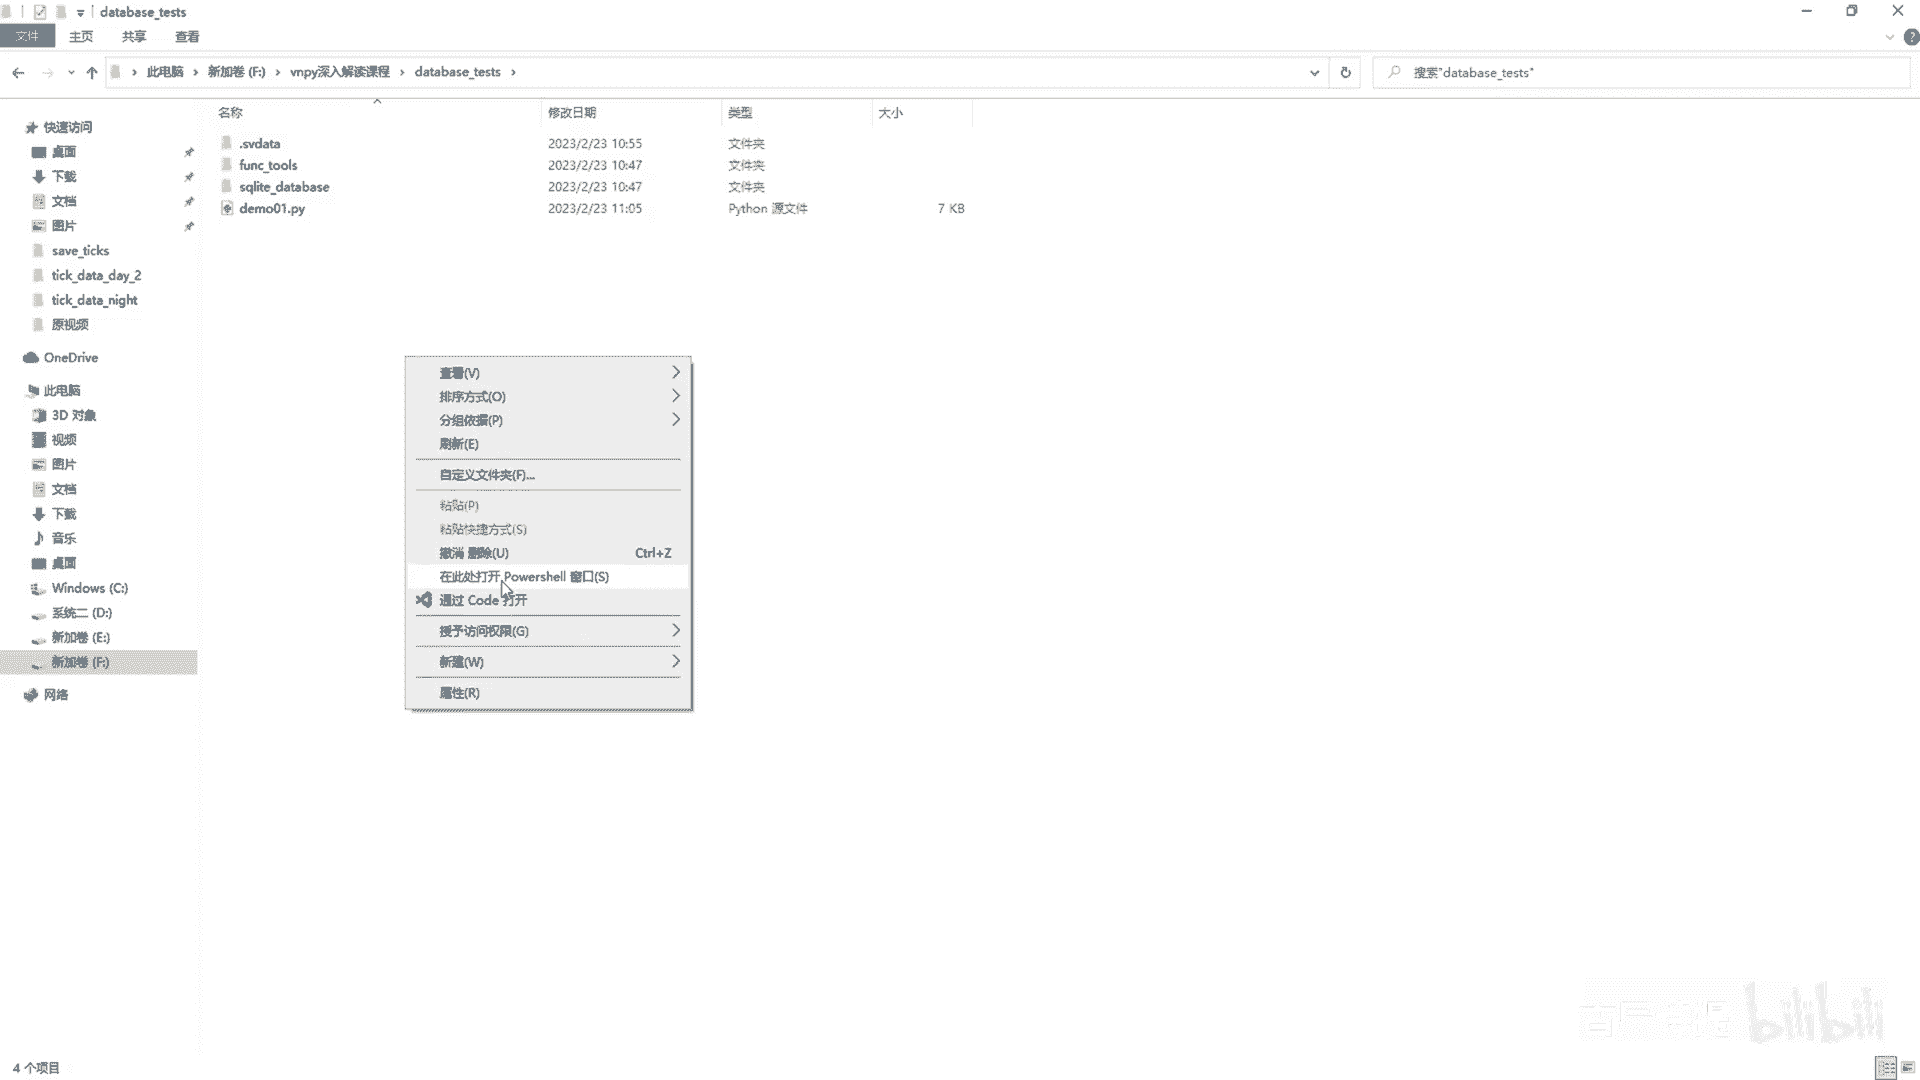 database_tests
文件 主页 共享 查看
此电脑 新加卷 (F:) vnpy深入解读课程 database_tests 搜索"database_tests"
名称 修改日期 类型 大小
.svdata 2023/2/23 10:55 文件夹
func_tools 2023/2/23 10:47 文件夹
sqlite_database 2023/2/23 10:47 文件夹
demo01.py 2023/2/23 11:05 Python 源文件 7 KB
快速访问
桌面
下载
文档
图片
save_ticks
tick_data_day_2
tick_data_night
原视频
OneDrive
此电脑
3D 对象
视频
图片
文档
下载
音乐
桌面
Windows (C:)
系统二 (D:)
新加卷 (E:)
新加卷 (F:)
网络
查看(V)
排序方式(O)
分组依据(P)
刷新(E)
自定义文件夹(F)...
粘贴(P)
粘贴快捷方式(S)
撤消 删除(U) Ctrl+Z
在此处打开 Powershell 窗口(S)
通过 Code 打开
授予访问权限(G)
新建(W)
属性(R)
bilibili
4 个项目